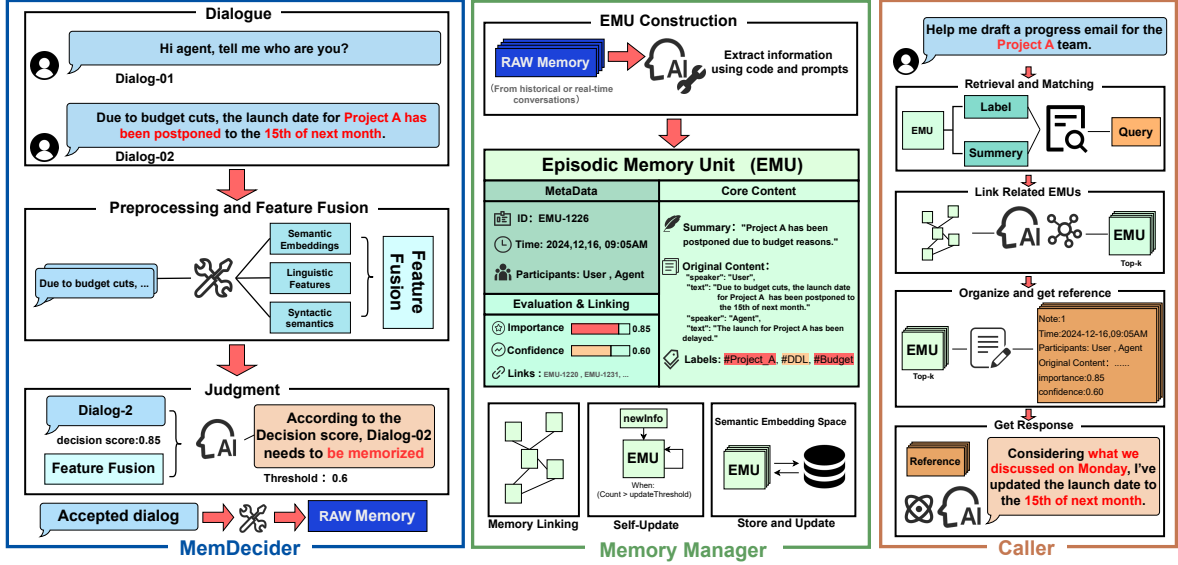 Dialogue
Hi agent, tell me who are you?
Dialog-01
Due to budget cuts, the launch date for Project A has
been postponed to the 15th of next month.
Dialog-02
Preprocessing and Feature Fusion
Due to budget cuts, ...
Semantic
Embeddings
Linguistic
Features
Syntactic
semantics
Feature
Fusion
Judgment
Dialog-2
decision score:0.85
Feature Fusion
AI
According to the
Decision score, Dialog-02
needs to be memorized
Threshold : 0.6
Accepted dialog
RAW Memory
MemDecider
EMU Construction
RAW Memory
(From historical or real-time
conversations)
AI
Extract information
using code and prompts
Episodic Memory Unit (EMU)
MetaData
ID: EMU-1226
Time: 2024,12,16, 09:05AM
Participants: User , Agent
Evaluation & Linking
Importance 0.85
Confidence 0.60
Links : EMU-1220 , EMU-1231, ...
Core Content
Summary: "Project A has been
postponed due to budget reasons."
Original Content:
"speaker": "User",
"text": "Due to budget cuts, the launch date
for Project A has been postponed to
the 15th of next month."
"speaker": "Agent",
"text": "The launch for Project A has been
delayed."
Labels: #Project_A, #DDL, #Budget
Memory Linking
newInfo
EMU
When:
(Count > updateThreshold)
Self-Update
Semantic Embedding Space
EMU
Store and Update
Memory Manager
Help me draft a progress email for the
Project A team.
Retrieval and Matching
EMU
Label
Summery
Query
Link Related EMUs
AI
EMU
Top-k
Organize and get reference
EMU
Top-k
Note:1
Time:2024-12-16,09:05AM
Participants: User , Agent
Original Content: ......
importance:0.85
confidence:0.60
Get Response
Reference
AI
Considering what we
discussed on Monday, I've
updated the launch date to
the 15th of next month.
Caller